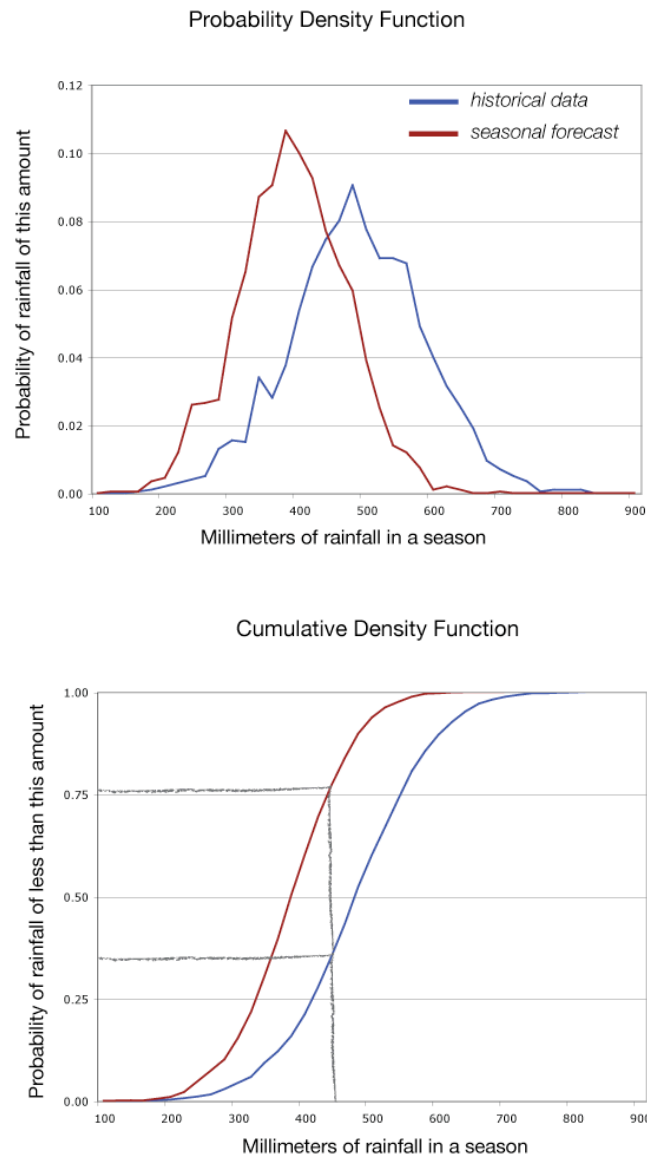 Probability Density Function
Probability of rainfall of this amount
0.12
0.10
0.08
0.06
0.04
0.02
0.00
historical data
seasonal forecast
100 200 300 400 500 600 700 800 900
Millimeters of rainfall in a season
Cumulative Density Function
Probability of rainfall of less than this amount
1.00
0.75
0.50
0.25
0.00
100 200 300 400 500 600 700 800 900
Millimeters of rainfall in a season